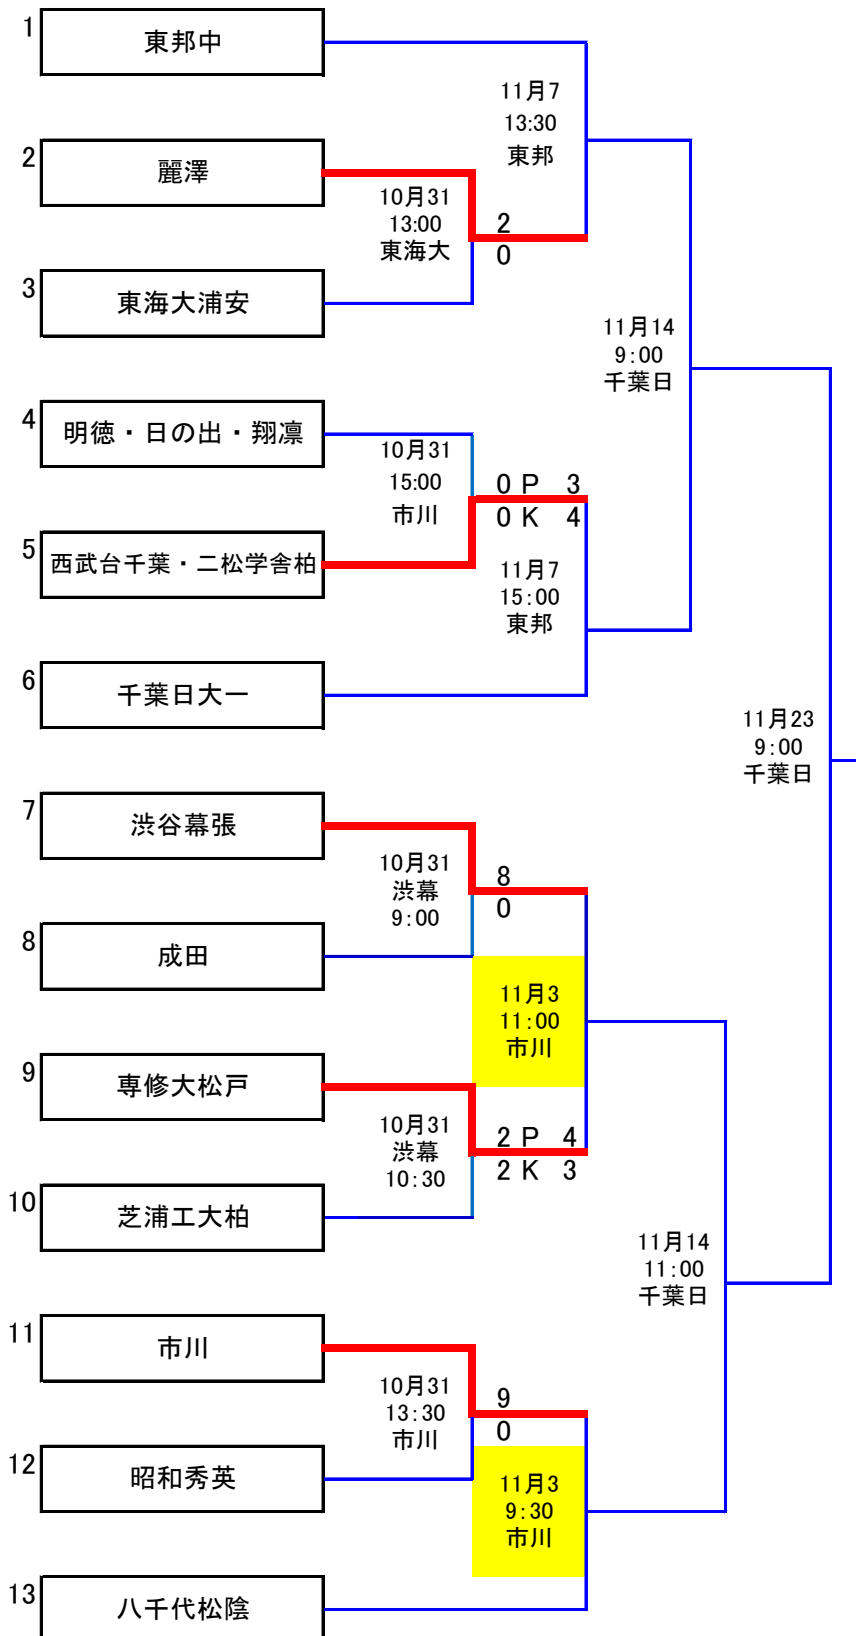 1
東邦中
11月7
13:30
東邦
2
麗澤
10月31
13:00
東海大
2
0
3
東海大浦安
11月14
9:00
千葉日
4
明徳・日の出・翔凛
10月31
15:00
市川
0 P 3
0 K 4
5
西武台千葉・二松学舎柏
11月7
15:00
東邦
6
千葉日大一
11月23
9:00
千葉日
7
渋谷幕張
10月31
渋幕
9:00
8
0
8
成田
11月3
11:00
市川
9
専修大松戸
10月31
渋幕
10:30
2 P 4
2 K 3
10
芝浦工大柏
11月14
11:00
千葉日
11
市川
10月31
13:30
市川
9
0
12
昭和秀英
11月3
9:30
市川
13
八千代松陰